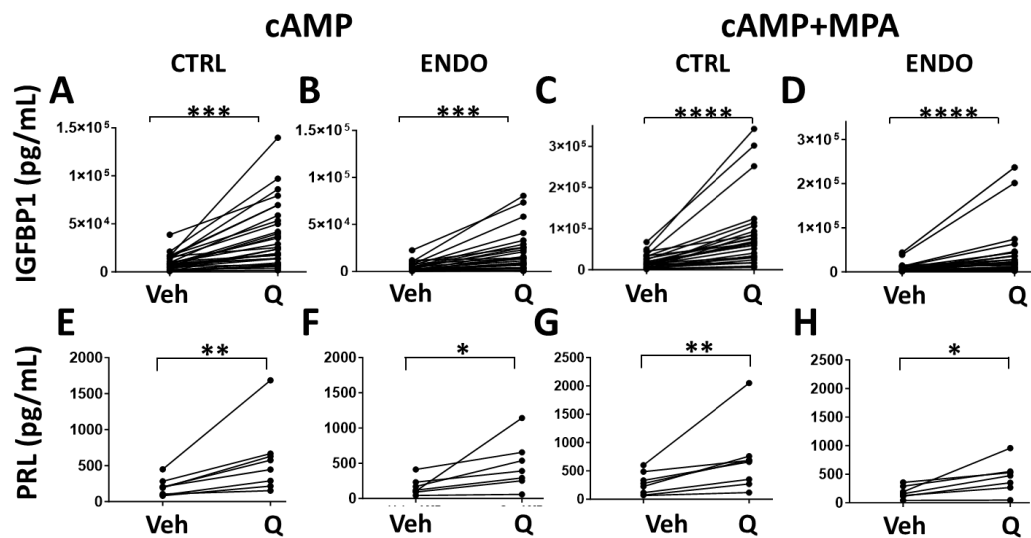 cAMP cAMP+MPA
CTRL ENDO CTRL ENDO
A B C D
*** *** **** ****
IGFBP1 (pg/mL)
1.5×10⁵ 1.5×10⁵ 3×10⁵ 3×10⁵
1×10⁵ 1×10⁵ 2×10⁵ 2×10⁵
5×10⁴ 5×10⁴ 1×10⁵ 1×10⁵
0 0 0 0
Veh Q Veh Q Veh Q Veh Q
E F G H
** * ** *
PRL (pg/mL)
2000 2000 2500 2500
1500 1500 2000 2000
1000 1000 1500 1500
500 500 1000 1000
0 0 500 500
0 0
Veh Q Veh Q Veh Q Veh Q